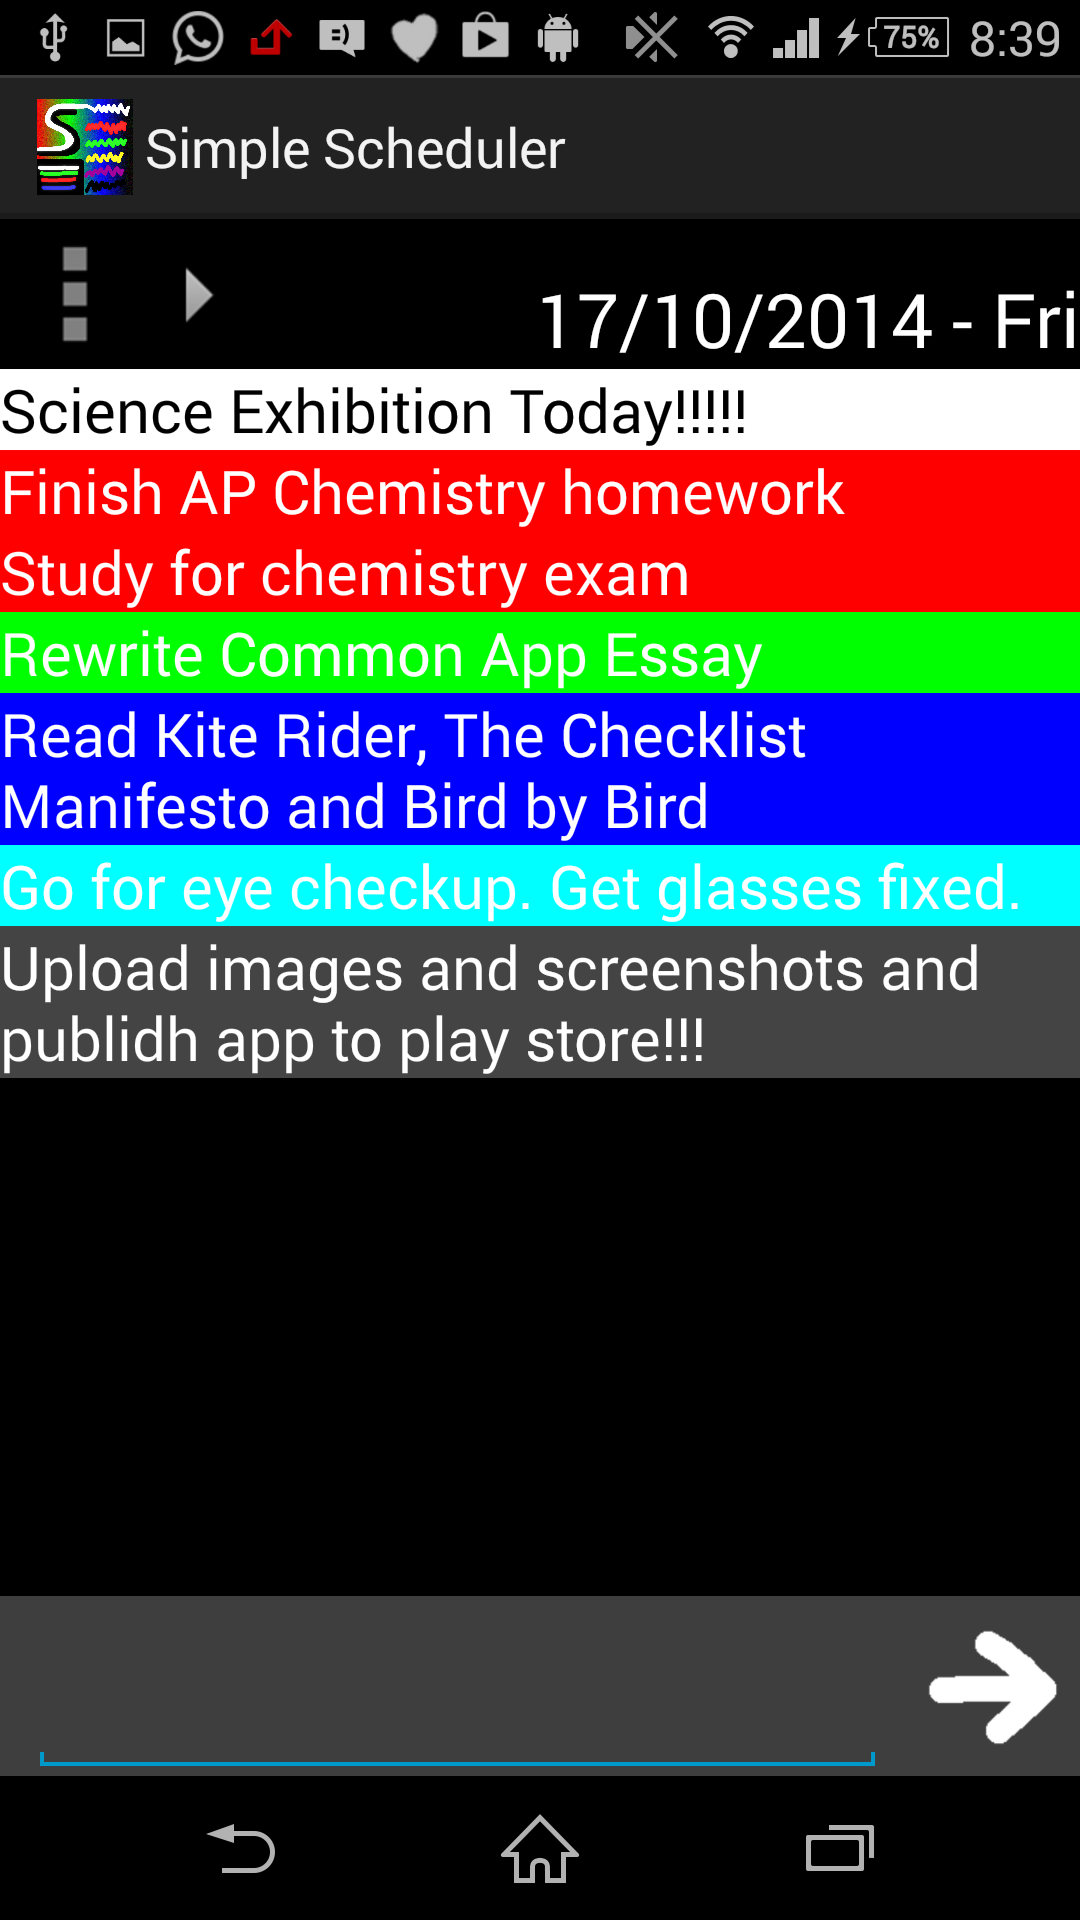 75% 8:39
Simple Scheduler
17/10/2014 - Fri
Science Exhibition Today!!!!!
Finish AP Chemistry homework
Study for chemistry exam
Rewrite Common App Essay
Read Kite Rider, The Checklist
Manifesto and Bird by Bird
Go for eye checkup. Get glasses fixed.
Upload images and screenshots and
publidh app to play store!!!